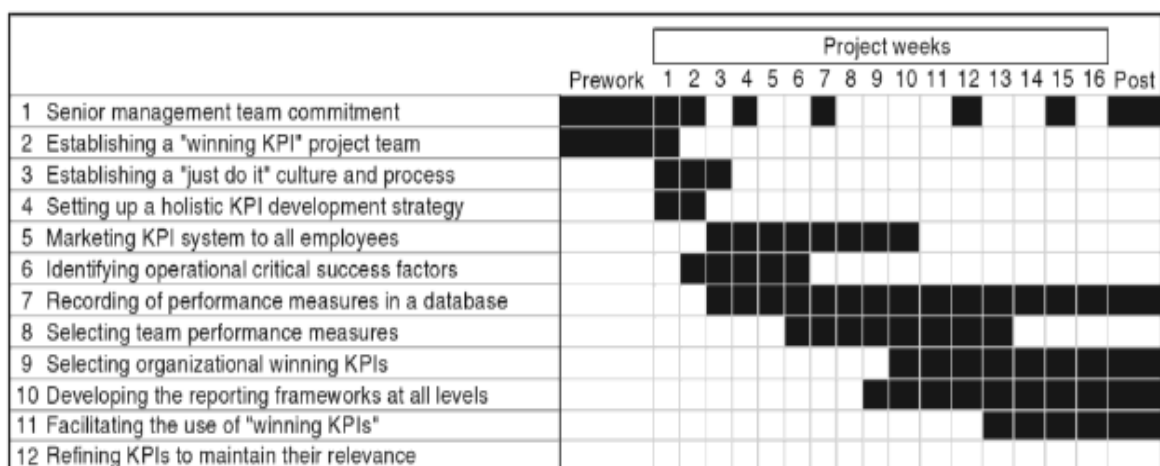 Project weeks
Prework 1 2 3 4 5 6 7 8 9 10 11 12 13 14 15 16 Post
1 Senior management team commitment
2 Establishing a "winning KPI" project team
3 Establishing a "just do it" culture and process
4 Setting up a holistic KPI development strategy
5 Marketing KPI system to all employees
6 Identifying operational critical success factors
7 Recording of performance measures in a database
8 Selecting team performance measures
9 Selecting organizational winning KPIs
10 Developing the reporting frameworks at all levels
11 Facilitating the use of "winning KPIs"
12 Refining KPIs to maintain their relevance